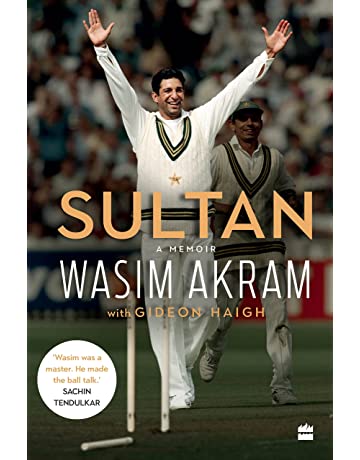 SULTAN
A MEMOIR
WASIM AKRAM
with GIDEON HAIGH
'Wasim was a
master. He made
the ball talk.'
SACHIN
TENDULKAR